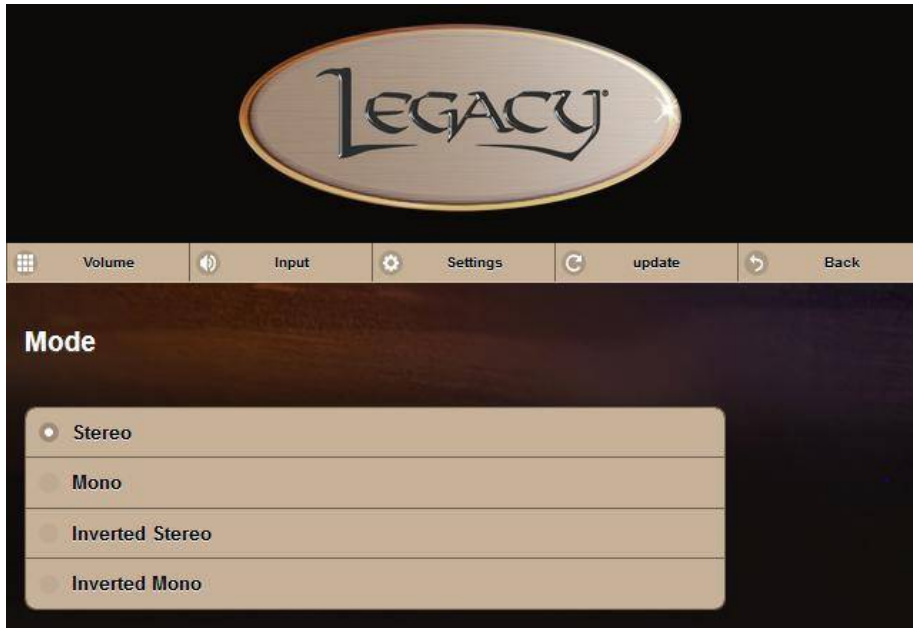 LEGACY®
Volume Input Settings update Back
Mode
Stereo
Mono
Inverted Stereo
Inverted Mono